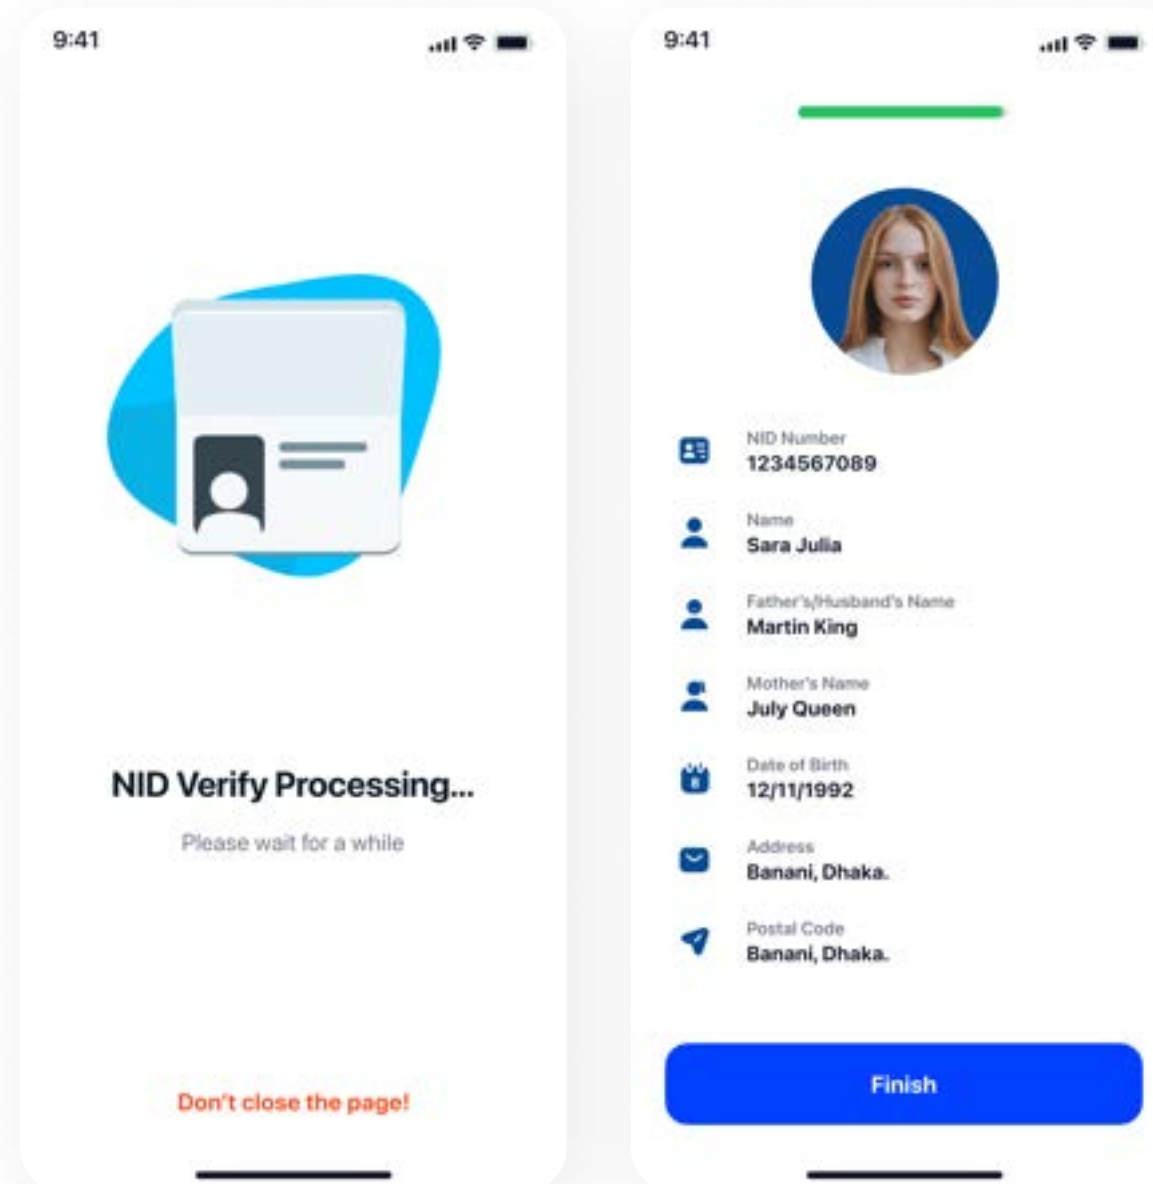 9:41
NID Verify Processing...
Please wait for a while
Don't close the page!
9:41
NID Number
1234567089
Name
Sara Julia
Father's/Husband's Name
Martin King
Mother's Name
July Queen
Date of Birth
12/11/1992
Address
Banani, Dhaka.
Postal Code
Banani, Dhaka.
Finish